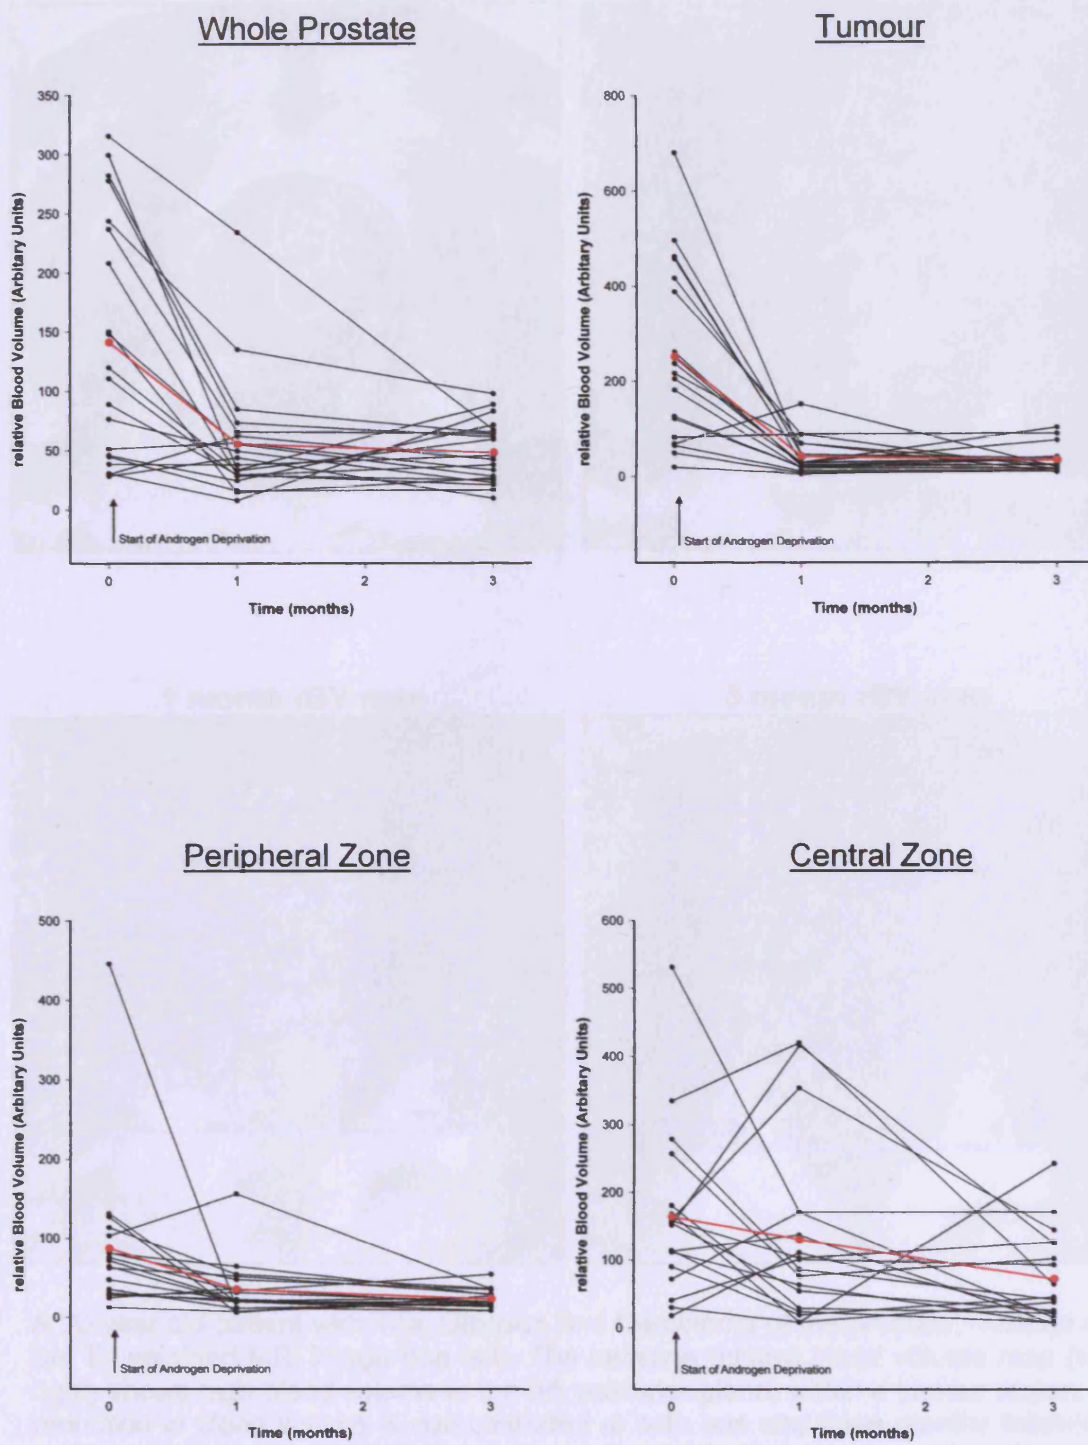 Whole Prostate
relative Blood Volume (Arbitary Units)
350
300
250
200
150
100
50
0
Start of Androgen Deprivation
0
1
2
3
Time (months)
Tumour
relative Blood Volume (Arbitary Units)
800
600
400
200
0
Start of Androgen Deprivation
0
1
2
3
Time (months)
Peripheral Zone
relative Blood Volume (Arbitary Units)
500
400
300
200
100
0
Start of Androgen Deprivation
0
1
2
3
Time (months)
Central Zone
relative Blood Volume (Arbitary Units)
600
500
400
300
200
100
0
Start of Androgen Deprivation
0
1
2
3
Time (months)